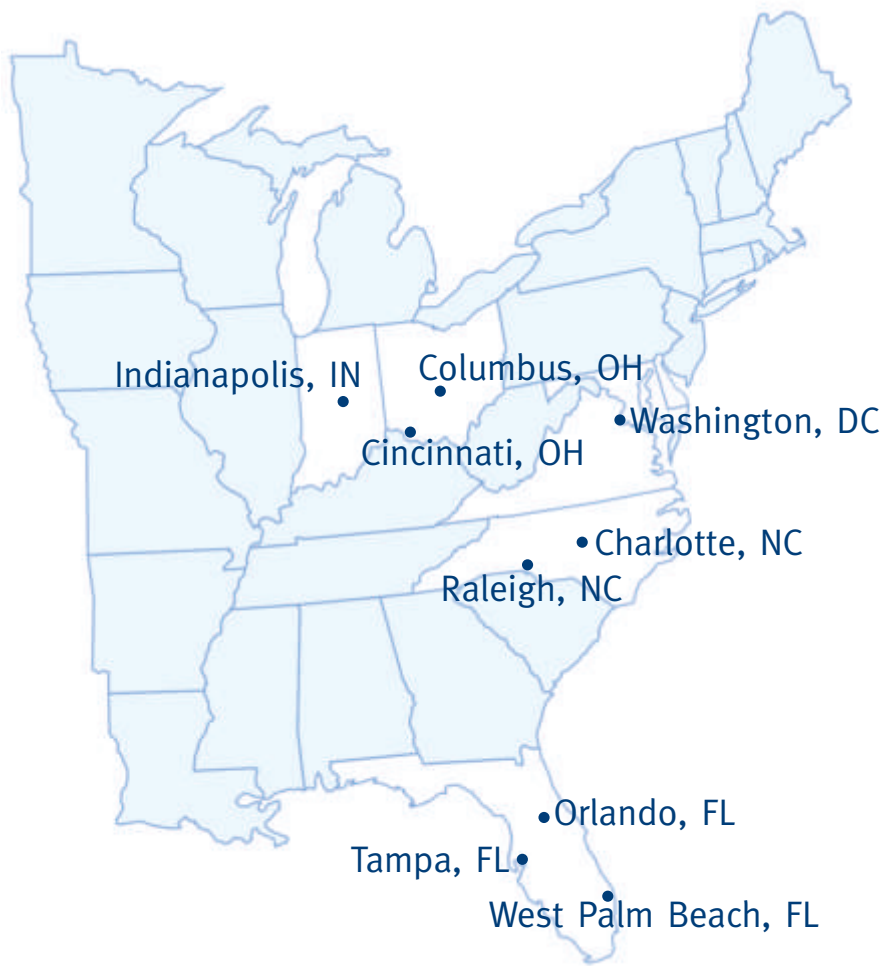 Columbus, OH
Indianapolis, IN
Washington, DC
Cincinnati, OH
Charlotte, NC
Raleigh, NC
Orlando, FL
Tampa, FL
West Palm Beach, FL